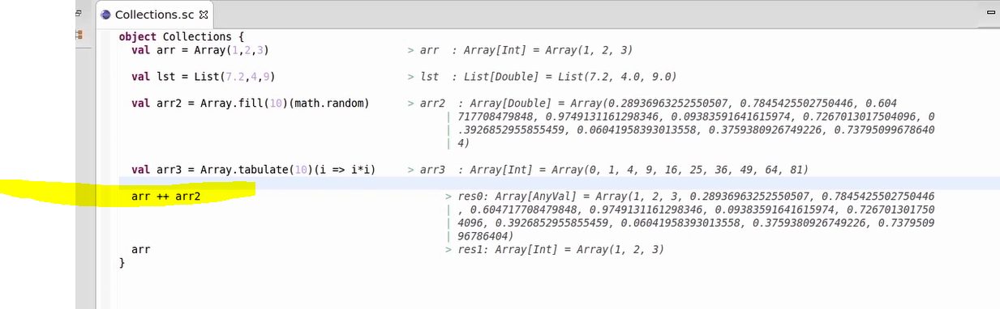 Collections.sc
object Collections {
val arr = Array(1,2,3) > arr : Array[Int] = Array(1, 2, 3)
val lst = List(7.2,4,9) > lst : List[Double] = List(7.2, 4.0, 9.0)
val arr2 = Array.fill(10)(math.random) > arr2 : Array[Double] = Array(0.28936963252550507, 0.7845425502750446, 0.604
| 717708479848, 0.9749131161298346, 0.09383591641615974, 0.7267013017504096, 0
| .3926852955855459, 0.06041958393013558, 0.3759380926749226, 0.73795099678640
| 4)
val arr3 = Array.tabulate(10)(i => i*i) > arr3 : Array[Int] = Array(0, 1, 4, 9, 16, 25, 36, 49, 64, 81)
arr ++ arr2 > res0: Array[AnyVal] = Array(1, 2, 3, 0.28936963252550507, 0.7845425502750446
| , 0.604717708479848, 0.9749131161298346, 0.09383591641615974, 0.726701301750
| 4096, 0.3926852955855459, 0.06041958393013558, 0.3759380926749226, 0.7379509
| 96786404)
arr > res1: Array[Int] = Array(1, 2, 3)
}